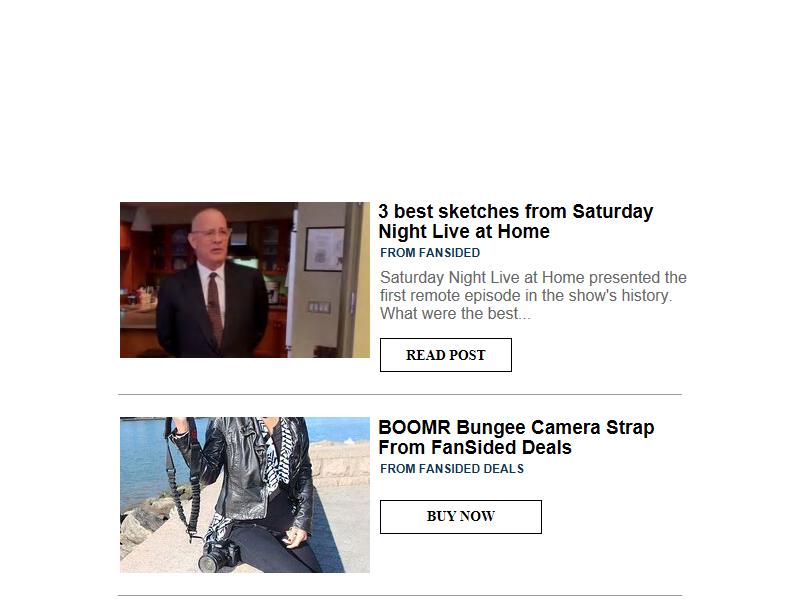 3 best sketches from Saturday
Night Live at Home
FROM FANSIDED
Saturday Night Live at Home presented the
first remote episode in the show's history.
What were the best...
READ POST
BOOMR Bungee Camera Strap
From FanSided Deals
FROM FANSIDED DEALS
BUY NOW